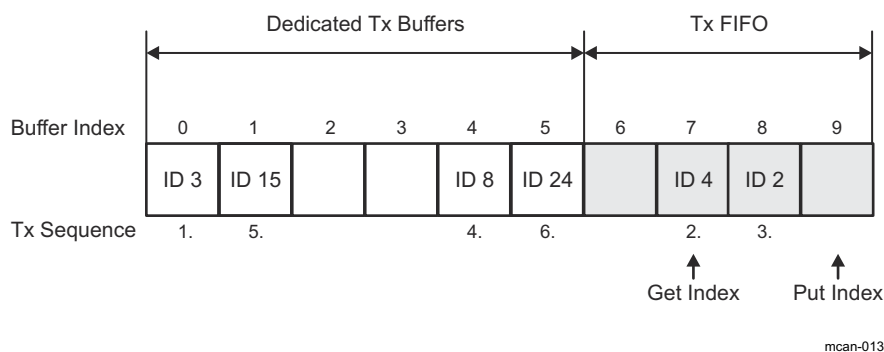 Dedicated Tx Buffers Tx FIFO
Buffer Index 0 1 2 3 4 5 6 7 8 9
ID 3 ID 15 ID 8 ID 24 ID 4 ID 2
Tx Sequence 1. 5. 4. 6. 2. 3.
Get Index Put Index
mcan-013